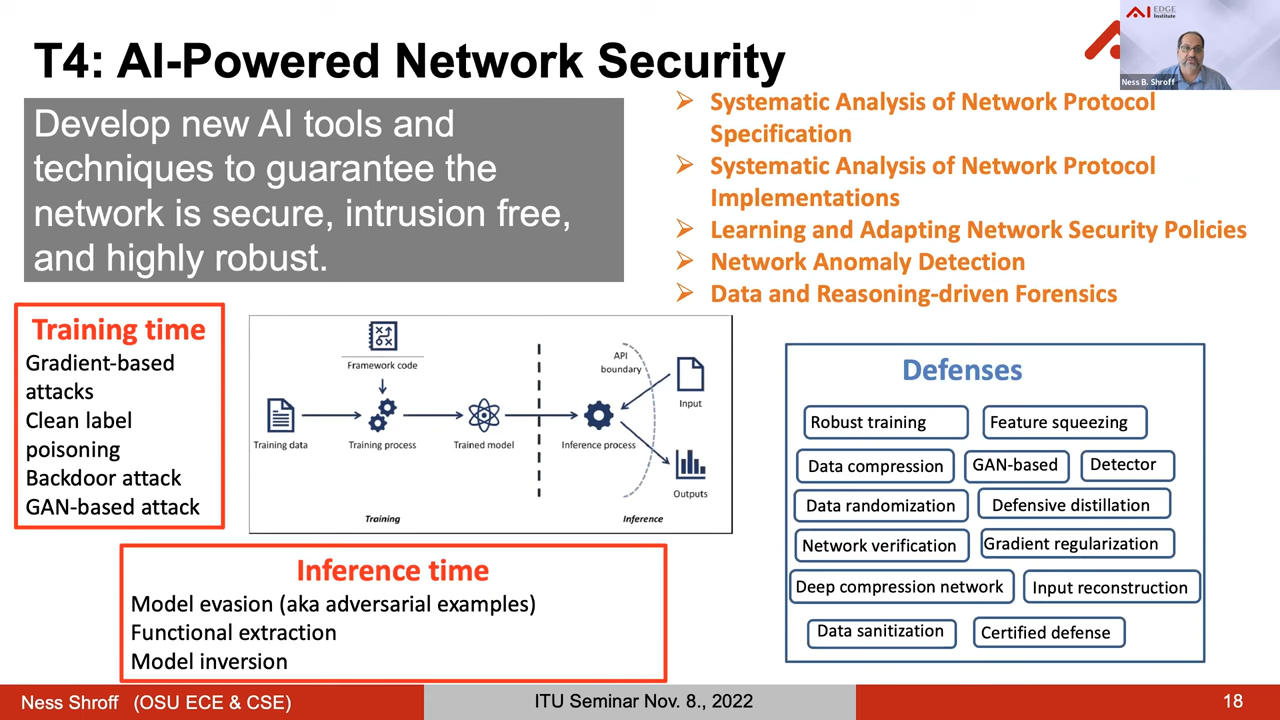 T4: AI-Powered Network Security
AI EDGE
Institute
Ness B. Shroff
Develop new AI tools and
techniques to guarantee the
network is secure, intrusion free,
and highly robust.
➢ Systematic Analysis of Network Protocol
Specification
➢ Systematic Analysis of Network Protocol
Implementations
➢ Learning and Adapting Network Security Policies
➢ Network Anomaly Detection
➢ Data and Reasoning-driven Forensics
Training time
Gradient-based
attacks
Clean label
poisoning
Backdoor attack
GAN-based attack
Framework code
API
boundary
Input
Training data
Training process
Trained model
Inference process
Outputs
Training
Inference
Defenses
Robust training
Feature squeezing
Data compression
GAN-based
Detector
Data randomization
Defensive distillation
Network verification
Gradient regularization
Deep compression network
Input reconstruction
Data sanitization
Certified defense
Inference time
Model evasion (aka adversarial examples)
Functional extraction
Model inversion
Ness Shroff (OSU ECE & CSE)
ITU Seminar Nov. 8., 2022
18